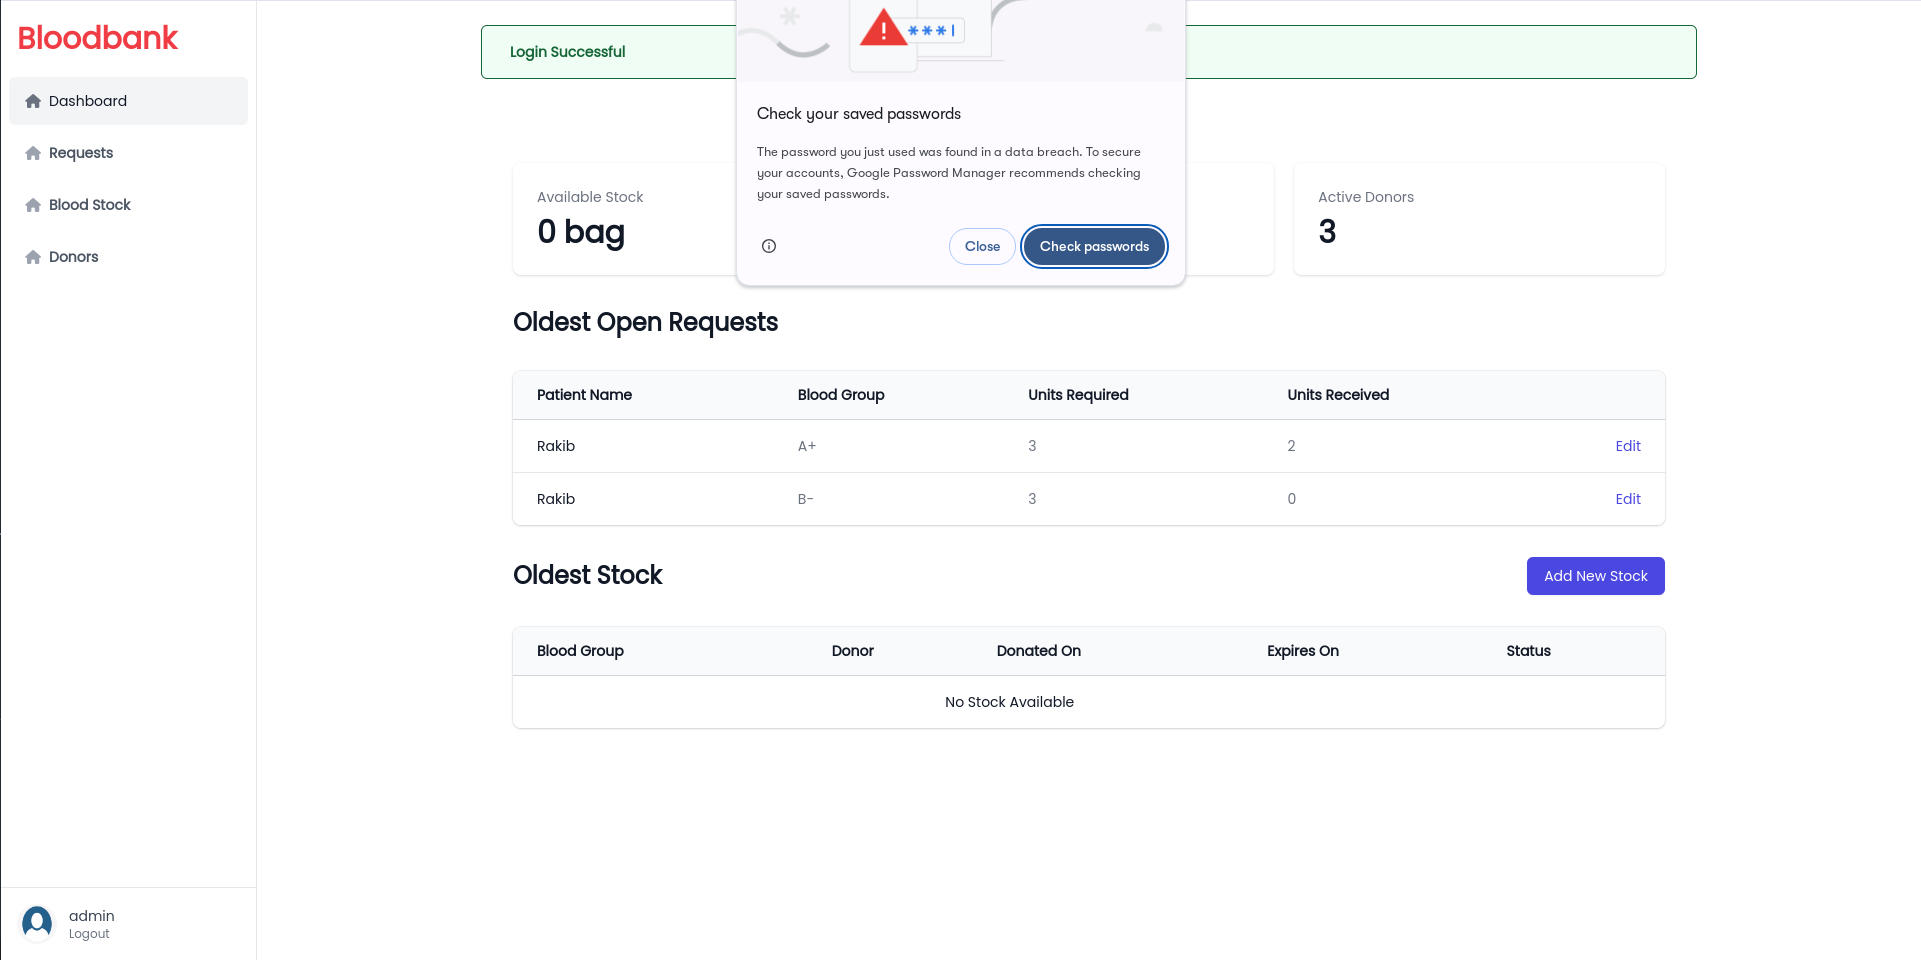 Bloodbank
Dashboard
Requests
Blood Stock
Donors
admin
Logout
Login Successful
***|
Check your saved passwords
The password you just used was found in a data breach. To secure
your accounts, Google Password Manager recommends checking
your saved passwords.
Close
Check passwords
Available Stock
0 bag
Active Donors
3
Oldest Open Requests
Patient Name Blood Group Units Required Units Received
Rakib A+ 3 2 Edit
Rakib B- 3 0 Edit
Oldest Stock
Add New Stock
Blood Group Donor Donated On Expires On Status
No Stock Available